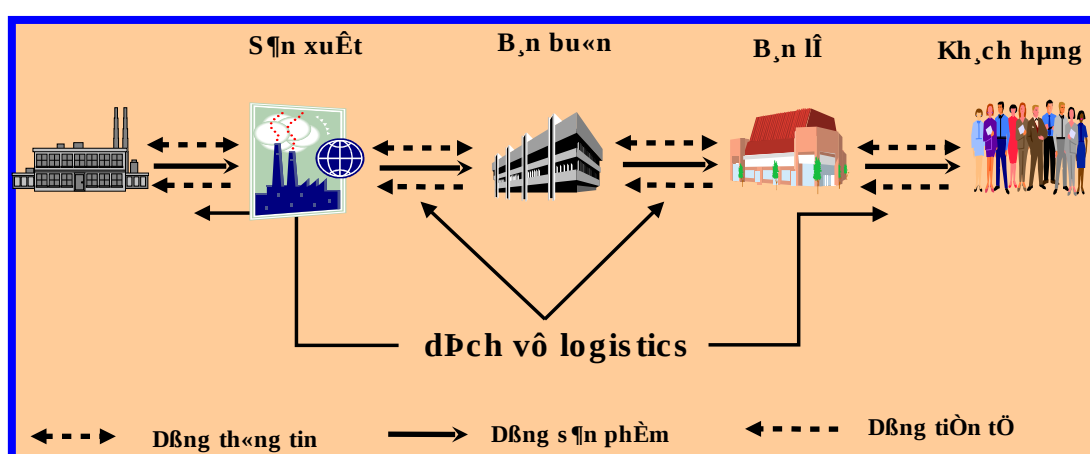 S¶n xuÊt
B¸n bu«n
B¸n lÎ
Kh¸ch hµng
dÞch vô logistics
Dßng th«ng tin
Dßng s¶n phÈm
Dßng tiÒn tÖ